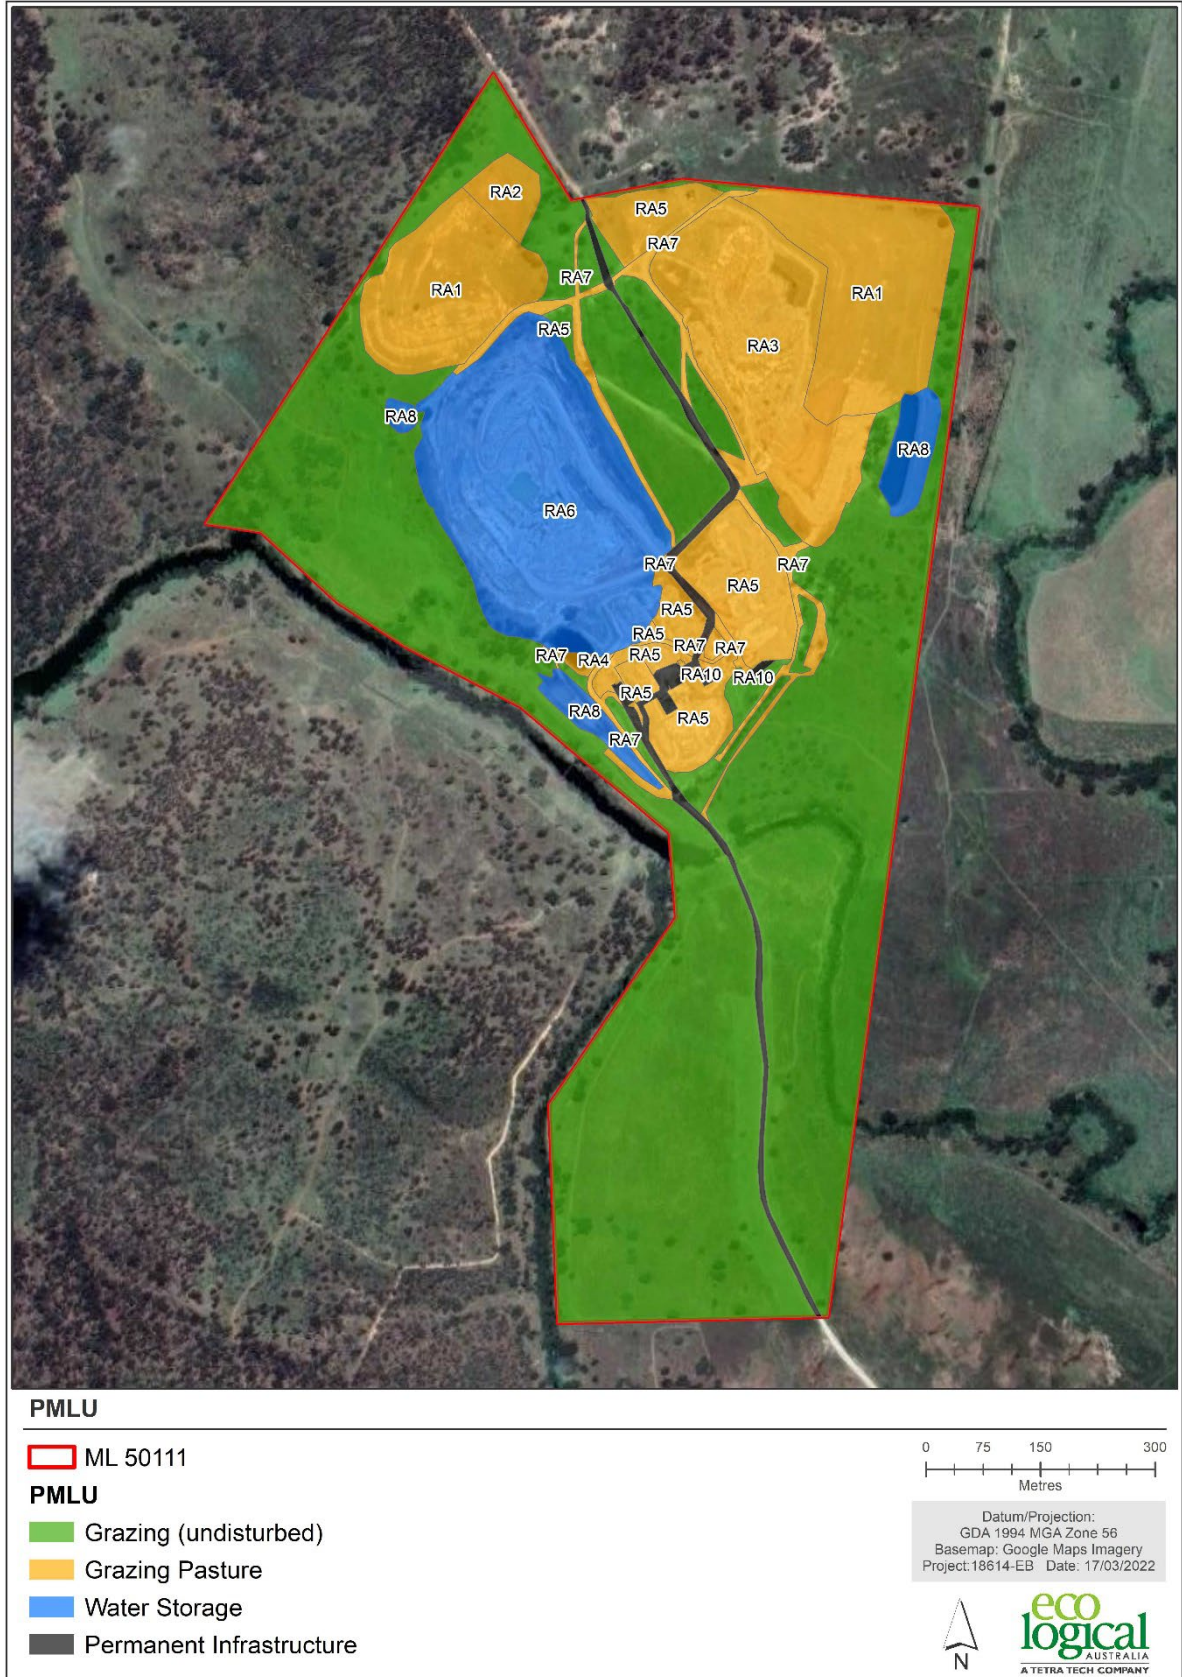 RA2
RA5
RA7
RA7
RA1
RA1
RA5
RA3
RA8
RA8
RA6
RA7
RA7
RA5
RA5
RA5
RA7
RA7
RA7
RA4
RA5
RA10
RA10
RA5
RA8
RA5
RA7
PMLU
ML 50111
PMLU
Grazing (undisturbed)
Grazing Pasture
Water Storage
Permanent Infrastructure
0 75 150 300
Metres
Datum/Projection:
GDA 1994 MGA Zone 56
Basemap: Google Maps Imagery
Project:18614-EB Date: 17/03/2022
N
eco
logical
AUSTRALIA
A TETRA TECH COMPANY